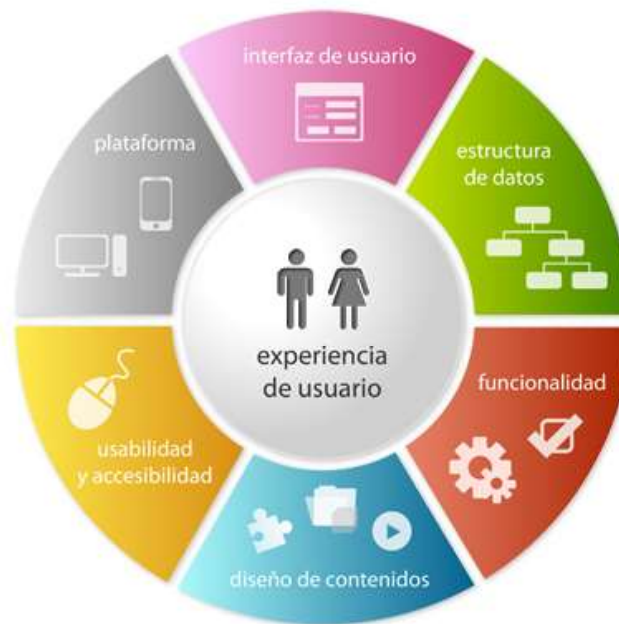 interfaz de usuario
plataforma
estructura
de datos
experiencia
de usuario
funcionalidad
usabilidad
y accesibilidad
diseño de contenidos